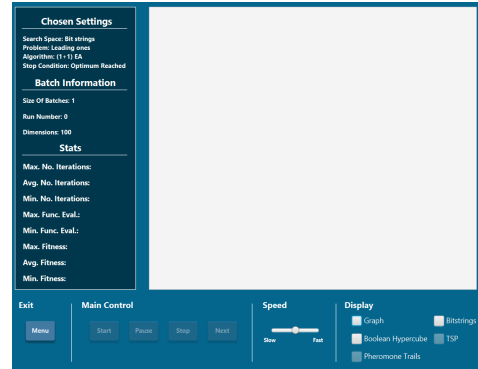 Chosen Settings
Search Space: Bit strings
Problem: Leading ones
Algorithm: (1+1) EA
Stop Condition: Optimum Reached
Batch Information
Size Of Batches: 1
Run Number: 0
Dimensions: 100
Stats
Max. No. Iterations:
Avg. No. Iterations:
Min. No. Iterations:
Max. Func. Eval.:
Min. Func. Eval.:
Max. Fitness:
Avg. Fitness:
Min. Fitness:
Exit
Menu
Main Control
Start Pause Stop Next
Speed
Slow Fast
Display
Graph Bitstrings
Boolean Hypercube TSP
Pheromone Trails